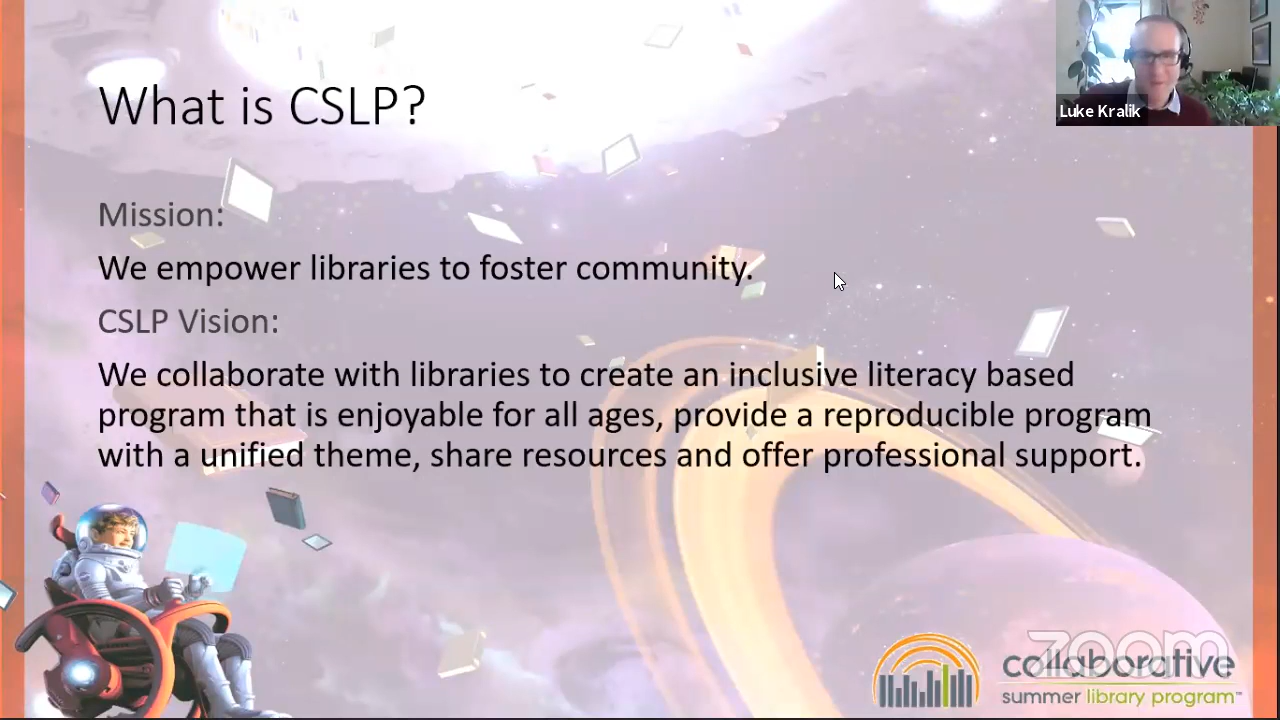 What is CSLP?
Luke Kralik
Mission:
We empower libraries to foster community.
CSLP Vision:
We collaborate with libraries to create an inclusive literacy based
program that is enjoyable for all ages, provide a reproducible program
with a unified theme, share resources and offer professional support.
zoom
collaborative
summer library program™